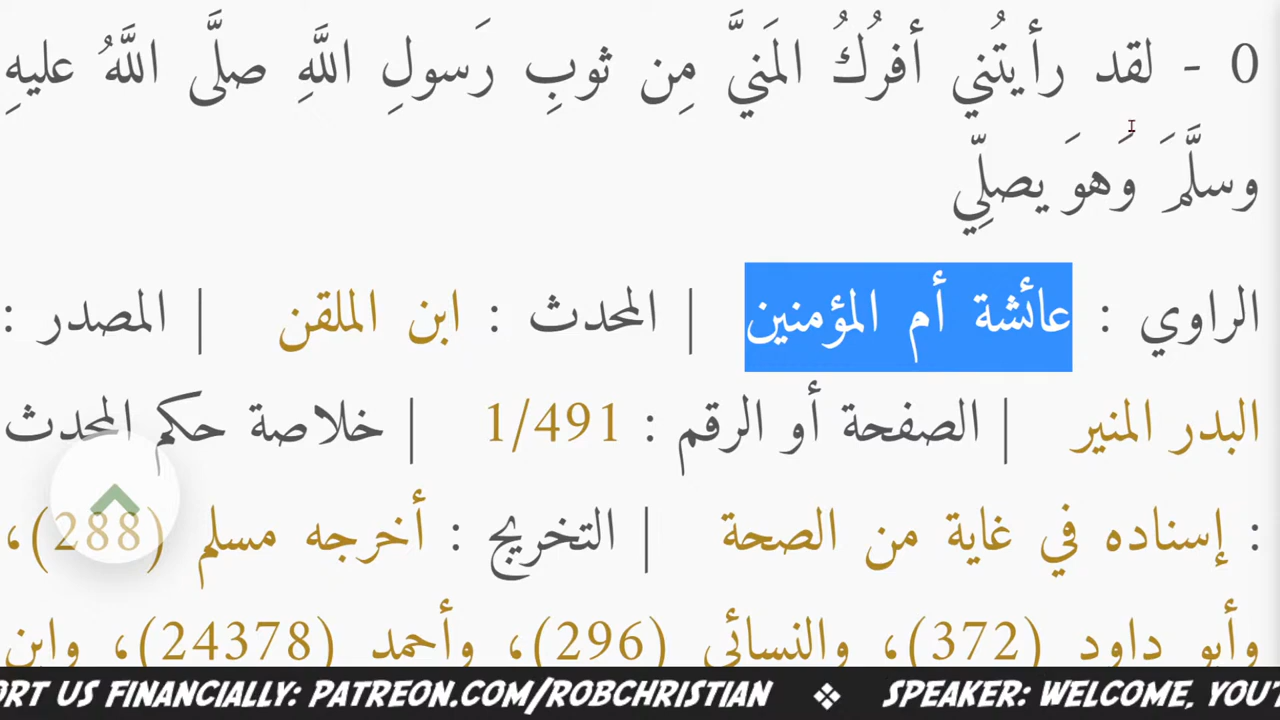 0 - لقد رأيتُني أفرُكُ المَنيَّ مِن ثوبِ رَسولِ اللَّهِ صلَّى اللَّهُ عليهِ
وسلَّمَ وَهوَ يصلِّي
الراوي : عائشة أم المؤمنين | المحدث : ابن الملقن | المصدر :
البدر المنير | الصفحة أو الرقم : 1/491 | خلاصة حكم المحدث
: إسناده في غاية من الصحة | التخريج : أخرجه مسلم (288)،
وأبو داود (372)، والنسائي (296)، وأحمد (24378)، وابن
ORT US FINANCIALLY: PATREON.COM/ROBCHRISTIAN ❖ SPEAKER: WELCOME, YOU'